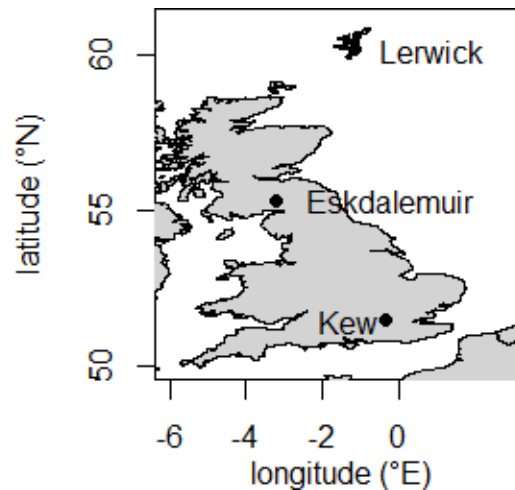 60
Lerwick
latitude (°N)
55
Eskdalemuir
Kew
50
-6 -4 -2 0
longitude (°E)